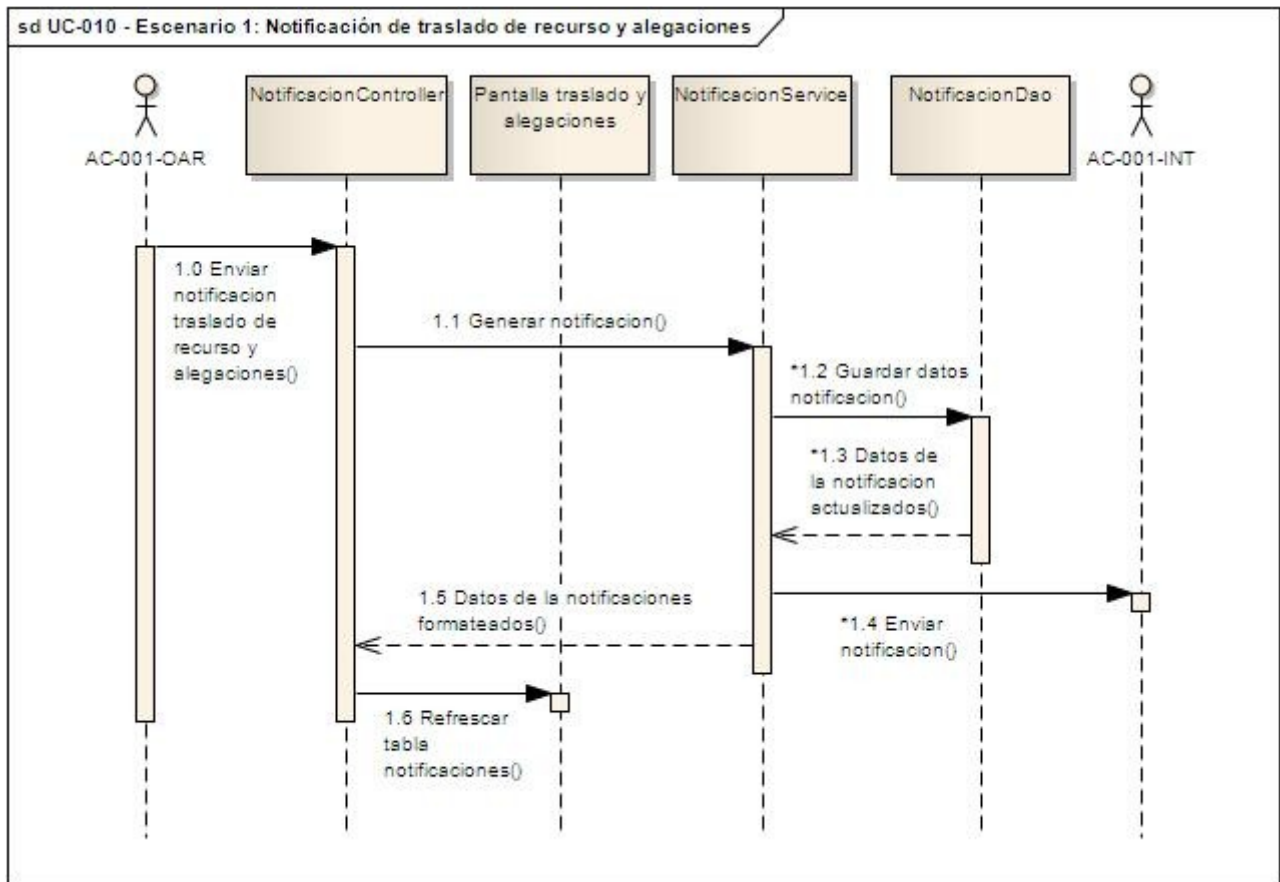 sd UC-010 - Escenario 1: Notificación de traslado de recurso y alegaciones
AC-001-OAR
NotificacionController
Pantalla traslado y
alegaciones
NotificacionService
NotificacionDao
AC-001-INT
1.0 Enviar
notificacion
traslado de
recurso y
alegaciones()
1.1 Generar notificacion()
*1.2 Guardar datos
notificacion()
*1.3 Datos de
la notificacion
actualizados()
*1.4 Enviar
notificacion()
1.5 Datos de la notificaciones
formateados()
1.6 Refrescar
tabla
notificaciones()